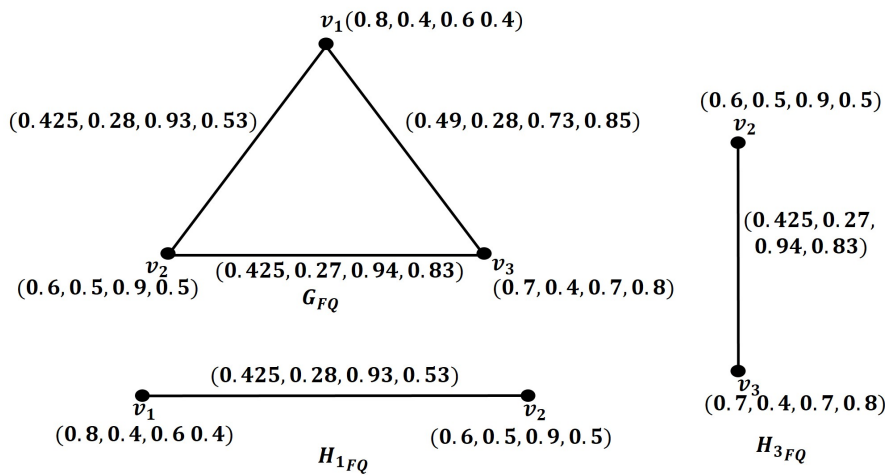 v₁(0.8, 0.4, 0.6 0.4)
(0.425, 0.28, 0.93, 0.53)
(0.49, 0.28, 0.73, 0.85)
v₂
(0.6, 0.5, 0.9, 0.5)
(0.425, 0.27, 0.94, 0.83)
v₃
(0.7, 0.4, 0.7, 0.8)
G_FQ
(0.6, 0.5, 0.9, 0.5)
v₂
(0.425, 0.27,
0.94, 0.83)
v₃
(0.7, 0.4, 0.7, 0.8)
H₃_FQ
(0.425, 0.28, 0.93, 0.53)
v₁
(0.8, 0.4, 0.6 0.4)
v₂
(0.6, 0.5, 0.9, 0.5)
H₁_FQ